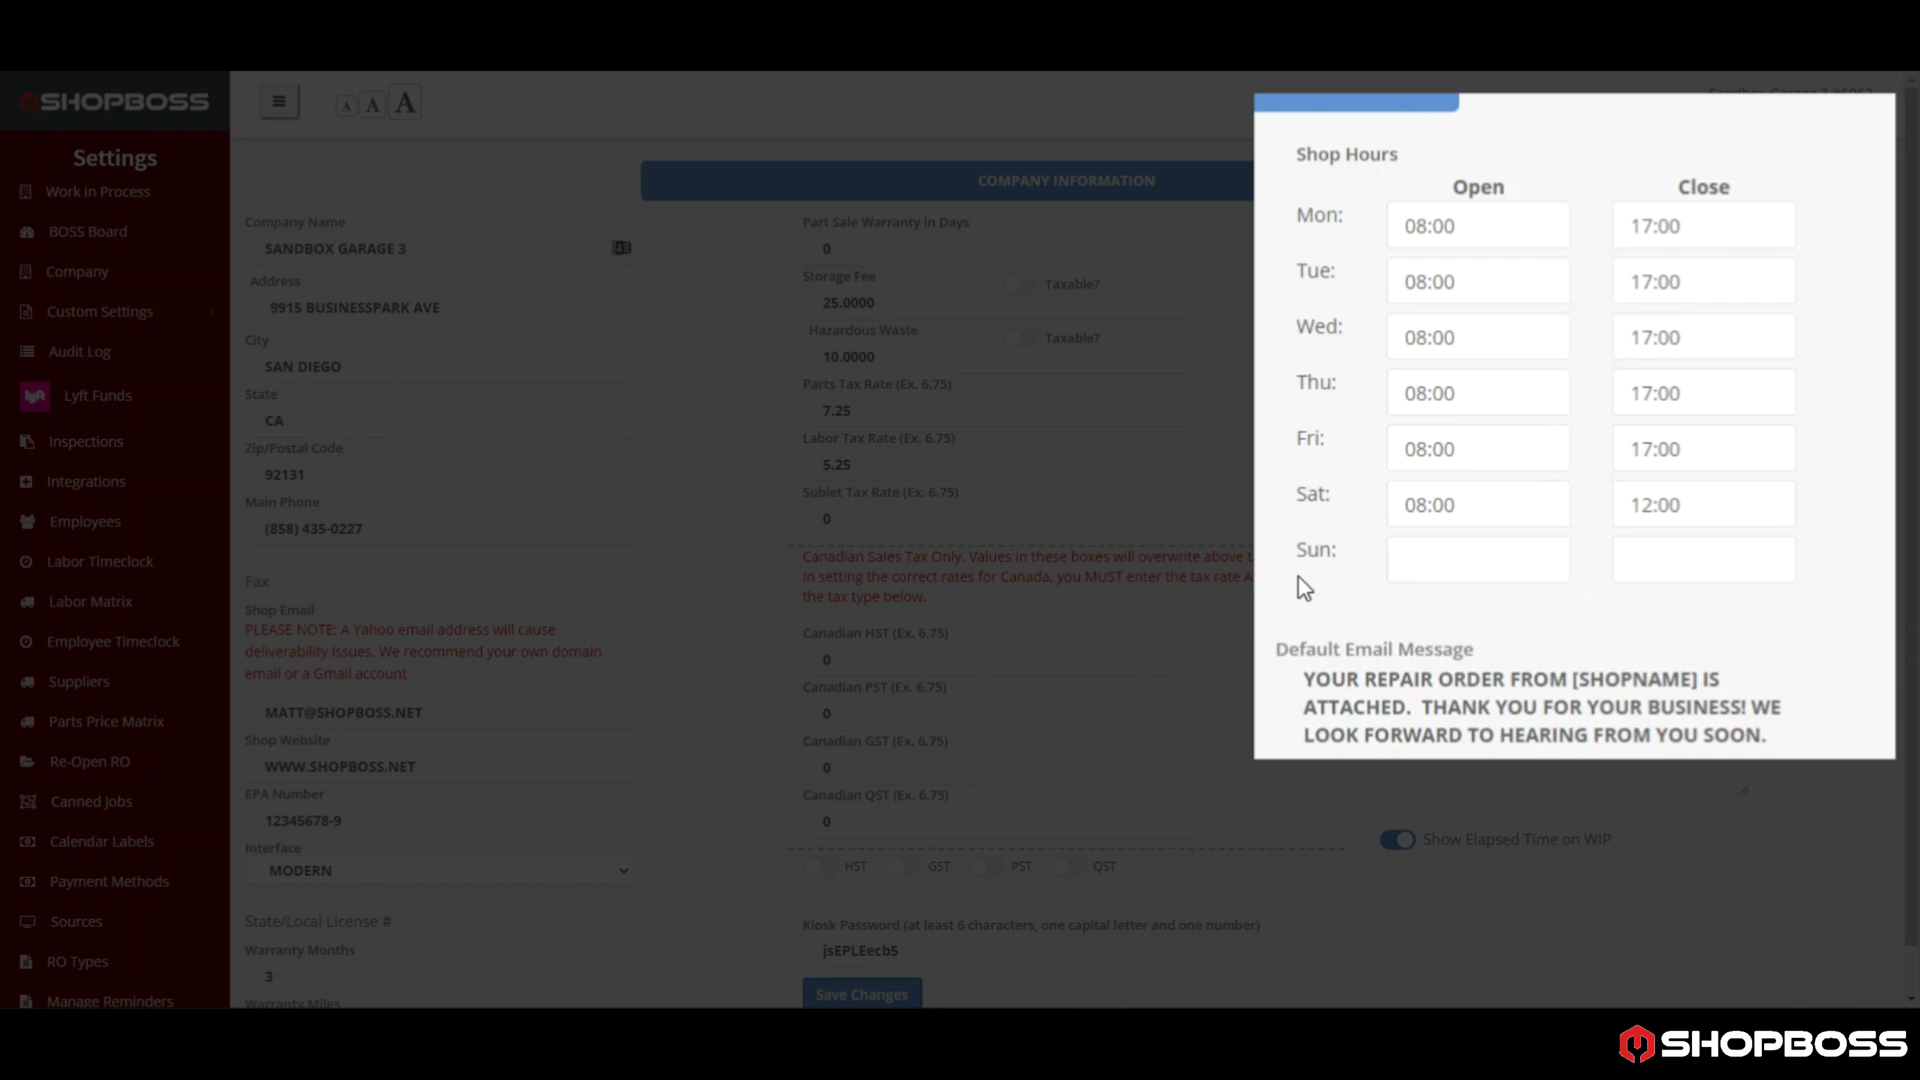 SHOPBOSS
Settings
Work in Process
BOSS Board
Company
Custom Settings
Audit Log
Lyft Funds
Inspections
Integrations
Employees
Labor Timeclock
Labor Matrix
Employee Timeclock
Suppliers
Parts Price Matrix
Re-Open RO
Canned Jobs
Calendar Labels
Payment Methods
Sources
RO Types
Manage Reminders
A A A
COMPANY INFORMATION
Company Name
SANDBOX GARAGE 3
Address
9915 BUSINESSPARK AVE
City
SAN DIEGO
State
CA
Zip/Postal Code
92131
Main Phone
(858) 435-0227
Fax
Shop Email
PLEASE NOTE: A Yahoo email address will cause
deliverability issues. We recommend your own domain
email or a Gmail account
MATT@SHOPBOSS.NET
Shop Website
WWW.SHOPBOSS.NET
EPA Number
12345678-9
Interface
MODERN
State/Local License #
Warranty Months
3
Warranty Miles
Part Sale Warranty in Days
0
Storage Fee
25.0000
Taxable?
Hazardous Waste
10.0000
Taxable?
Parts Tax Rate (Ex. 6.75)
7.25
Labor Tax Rate (Ex. 6.75)
5.25
Sublet Tax Rate (Ex. 6.75)
0
Canadian Sales Tax Only. Values in these boxes will overwrite above
In setting the correct rates for Canada, you MUST enter the tax rate
the tax type below.
Canadian HST (Ex. 6.75)
0
Canadian PST (Ex. 6.75)
0
Canadian GST (Ex. 6.75)
0
Canadian QST (Ex. 6.75)
0
HST GST PST QST
Kiosk Password (at least 6 characters, one capital letter and one number)
jsEPLEecb5
Save Changes
Shop Hours
Open Close
Mon: 08:00 17:00
Tue: 08:00 17:00
Wed: 08:00 17:00
Thu: 08:00 17:00
Fri: 08:00 17:00
Sat: 08:00 12:00
Sun:
Default Email Message
YOUR REPAIR ORDER FROM [SHOPNAME] IS
ATTACHED. THANK YOU FOR YOUR BUSINESS! WE
LOOK FORWARD TO HEARING FROM YOU SOON.
Show Elapsed Time on WIP
SHOPBOSS